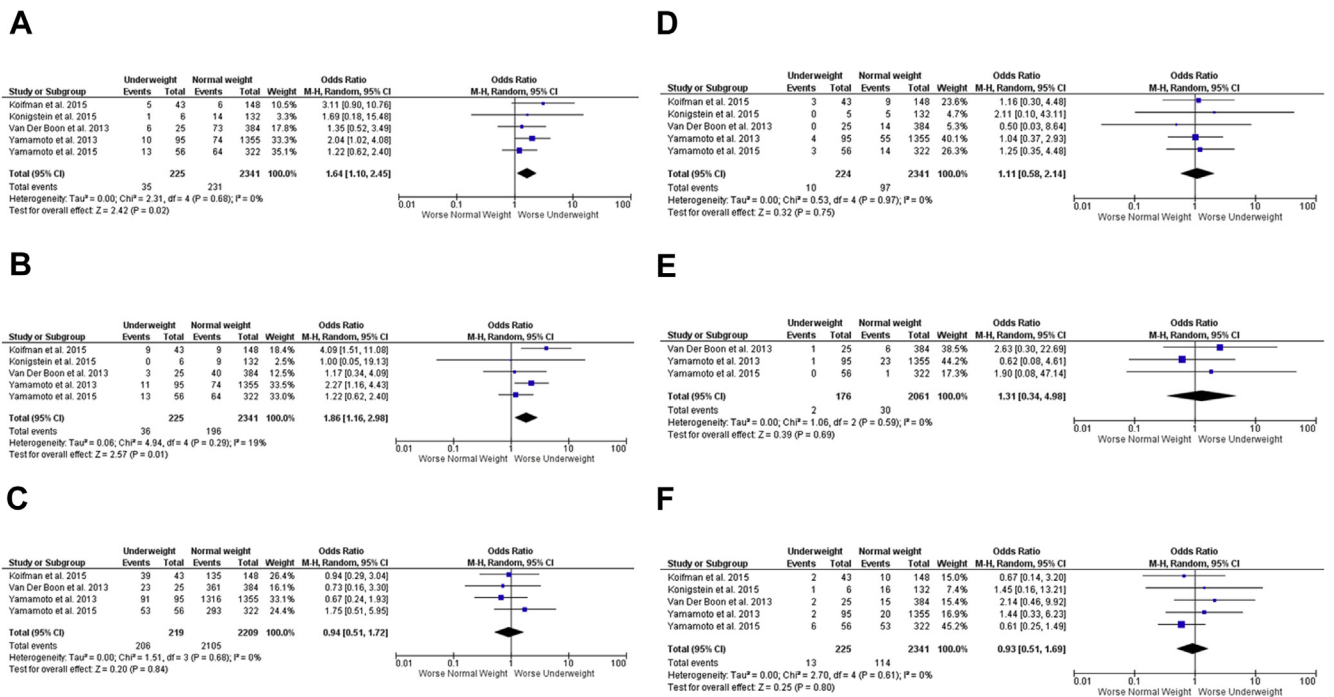 A
Underweight Normal weight Odds Ratio Odds Ratio
Study or Subgroup Events Total Events Total Weight M-H, Random, 95% CI M-H, Random, 95% CI
Koifman et al. 2015 5 43 6 148 10.5% 3.11 [0.90, 10.76]
Konigstein et al. 2015 1 6 14 132 3.3% 1.69 [0.18, 15.48]
Van Der Boon et al. 2013 6 25 73 384 17.8% 1.35 [0.52, 3.49]
Yamamoto et al. 2013 10 95 74 1355 33.3% 2.04 [1.02, 4.08]
Yamamoto et al. 2015 13 56 64 322 35.1% 1.22 [0.62, 2.40]
Total (95% CI) 225 2341 100.0% 1.64 [1.10, 2.45]
Total events 35 231
Heterogeneity: Tau² = 0.00; Chi² = 2.31, df = 4 (P = 0.68); I² = 0%
Test for overall effect: Z = 2.42 (P = 0.02)
0.01 0.1 1 10 100
Worse Normal Weight Worse Underweight
B
Underweight Normal weight Odds Ratio Odds Ratio
Study or Subgroup Events Total Events Total Weight M-H, Random, 95% CI M-H, Random, 95% CI
Koifman et al. 2015 9 43 9 148 18.4% 4.09 [1.51, 11.08]
Konigstein et al. 2015 0 6 9 132 2.5% 1.00 [0.05, 19.13]
Van Der Boon et al. 2013 3 25 40 384 12.3% 1.17 [0.34, 4.09]
Yamamoto et al. 2013 11 95 74 1355 33.5% 2.27 [1.16, 4.43]
Yamamoto et al. 2015 13 56 64 322 33.2% 1.22 [0.62, 2.40]
Total (95% CI) 225 2341 100.0% 1.86 [1.16, 2.98]
Total events 36 196
Heterogeneity: Tau² = 0.06; Chi² = 4.94, df = 4 (P = 0.29); I² = 19%
Test for overall effect: Z = 2.57 (P = 0.01)
0.01 0.1 1 10 100
Worse Normal Weight Worse Underweight
C
Underweight Normal weight Odds Ratio Odds Ratio
Study or Subgroup Events Total Events Total Weight M-H, Random, 95% CI M-H, Random, 95% CI
Koifman et al. 2015 39 43 135 148 26.4% 0.94 [0.29, 3.04]
Van Der Boon et al. 2013 23 25 361 384 16.1% 0.73 [0.16, 3.30]
Yamamoto et al. 2013 91 95 1316 1355 33.2% 0.67 [0.24, 1.93]
Yamamoto et al. 2015 53 56 293 322 24.4% 1.75 [0.51, 5.95]
Total (95% CI) 219 2209 100.0% 0.94 [0.51, 1.72]
Total events 206 2105
Heterogeneity: Tau² = 0.00; Chi² = 1.51, df = 3 (P = 0.68); I² = 0%
Test for overall effect: Z = 0.20 (P = 0.84)
0.01 0.1 1 10 100
Worse Normal Weight Worse Underweight
D
Underweight Normal weight Odds Ratio Odds Ratio
Study or Subgroup Events Total Events Total Weight M-H, Random, 95% CI M-H, Random, 95% CI
Koifman et al. 2015 3 43 9 148 23.6% 1.16 [0.30, 4.48]
Konigstein et al. 2015 0 5 5 132 4.7% 2.11 [0.10, 43.11]
Van Der Boon et al. 2013 0 25 14 384 5.3% 0.50 [0.03, 8.64]
Yamamoto et al. 2013 4 95 55 1355 40.1% 1.04 [0.37, 2.93]
Yamamoto et al. 2015 3 56 14 322 26.3% 1.25 [0.35, 4.48]
Total (95% CI) 224 2341 100.0% 1.11 [0.58, 2.14]
Total events 10 97
Heterogeneity: Tau² = 0.00; Chi² = 0.53, df = 4 (P = 0.97); I² = 0%
Test for overall effect: Z = 0.32 (P = 0.75)
0.01 0.1 1 10 100
Worse Normal Weight Worse Underweight
E
Underweight Normal weight Odds Ratio Odds Ratio
Study or Subgroup Events Total Events Total Weight M-H, Random, 95% CI M-H, Random, 95% CI
Van Der Boon et al. 2013 1 25 6 384 38.5% 2.63 [0.30, 22.69]
Yamamoto et al. 2013 1 95 23 1355 44.2% 0.62 [0.08, 4.61]
Yamamoto et al. 2015 0 56 1 322 17.3% 1.90 [0.08, 47.14]
Total (95% CI) 176 2061 100.0% 1.31 [0.34, 4.98]
Total events 2 30
Heterogeneity: Tau² = 0.00; Chi² = 1.06, df = 2 (P = 0.59); I² = 0%
Test for overall effect: Z = 0.39 (P = 0.69)
0.01 0.1 1 10 100
Worse Normal Weight Worse Underweight
F
Underweight Normal weight Odds Ratio Odds Ratio
Study or Subgroup Events Total Events Total Weight M-H, Random, 95% CI M-H, Random, 95% CI
Koifman et al. 2015 2 43 10 148 15.0% 0.67 [0.14, 3.20]
Konigstein et al. 2015 1 6 16 132 7.4% 1.45 [0.16, 13.21]
Van Der Boon et al. 2013 2 25 15 384 15.6% 2.14 [0.46, 9.92]
Yamamoto et al. 2013 2 95 20 1355 16.9% 1.44 [0.33, 6.23]
Yamamoto et al. 2015 6 56 53 322 45.2% 0.61 [0.25, 1.49]
Total (95% CI) 225 2341 100.0% 0.93 [0.51, 1.69]
Total events 13 114
Heterogeneity: Tau² = 0.00; Chi² = 2.70, df = 4 (P = 0.61); I² = 0%
Test for overall effect: Z = 0.25 (P = 0.80)
0.01 0.1 1 10 100
Worse Normal Weight Worse Underweight